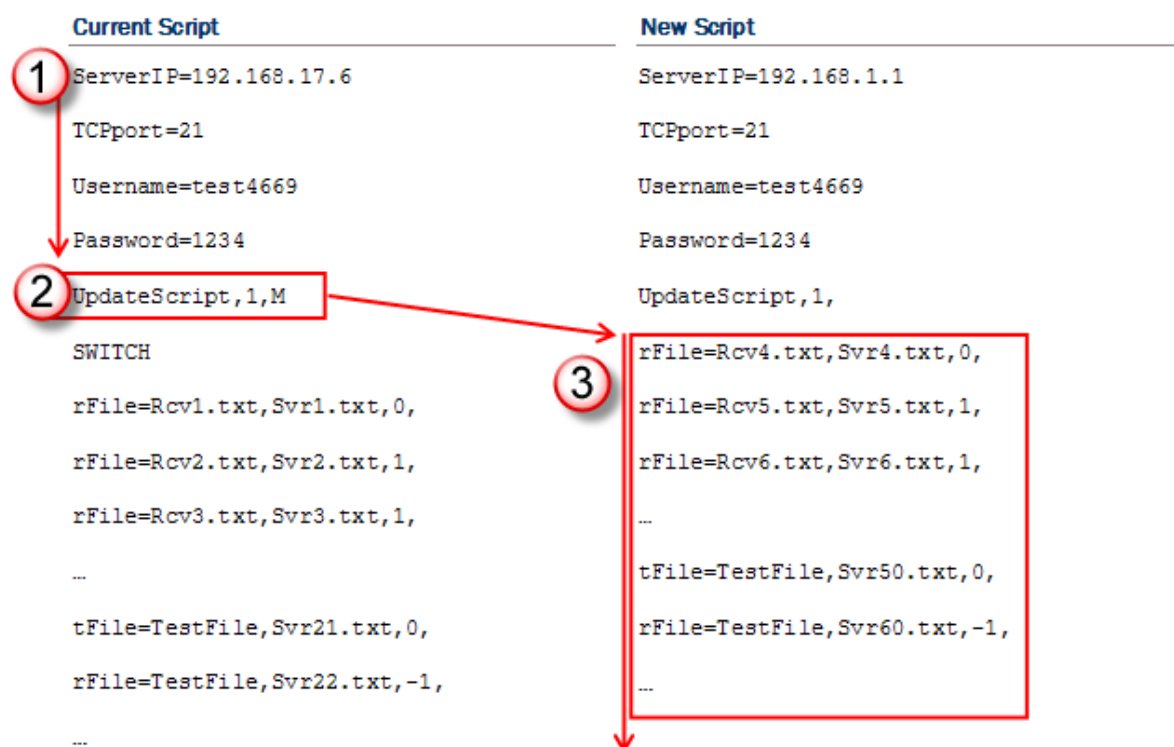 Current Script
1
ServerIP=192.168.17.6
TCPport=21
Username=test4669
Password=1234
2
UpdateScript,1,M
SWITCH
rFile=Rcv1.txt,Svr1.txt,0,
rFile=Rcv2.txt,Svr2.txt,1,
rFile=Rcv3.txt,Svr3.txt,1,
…
tFile=TestFile,Svr21.txt,0,
rFile=TestFile,Svr22.txt,-1,
…
New Script
ServerIP=192.168.1.1
TCPport=21
Username=test4669
Password=1234
UpdateScript,1,
3
rFile=Rcv4.txt,Svr4.txt,0,
rFile=Rcv5.txt,Svr5.txt,1,
rFile=Rcv6.txt,Svr6.txt,1,
…
tFile=TestFile,Svr50.txt,0,
rFile=TestFile,Svr60.txt,-1,
…